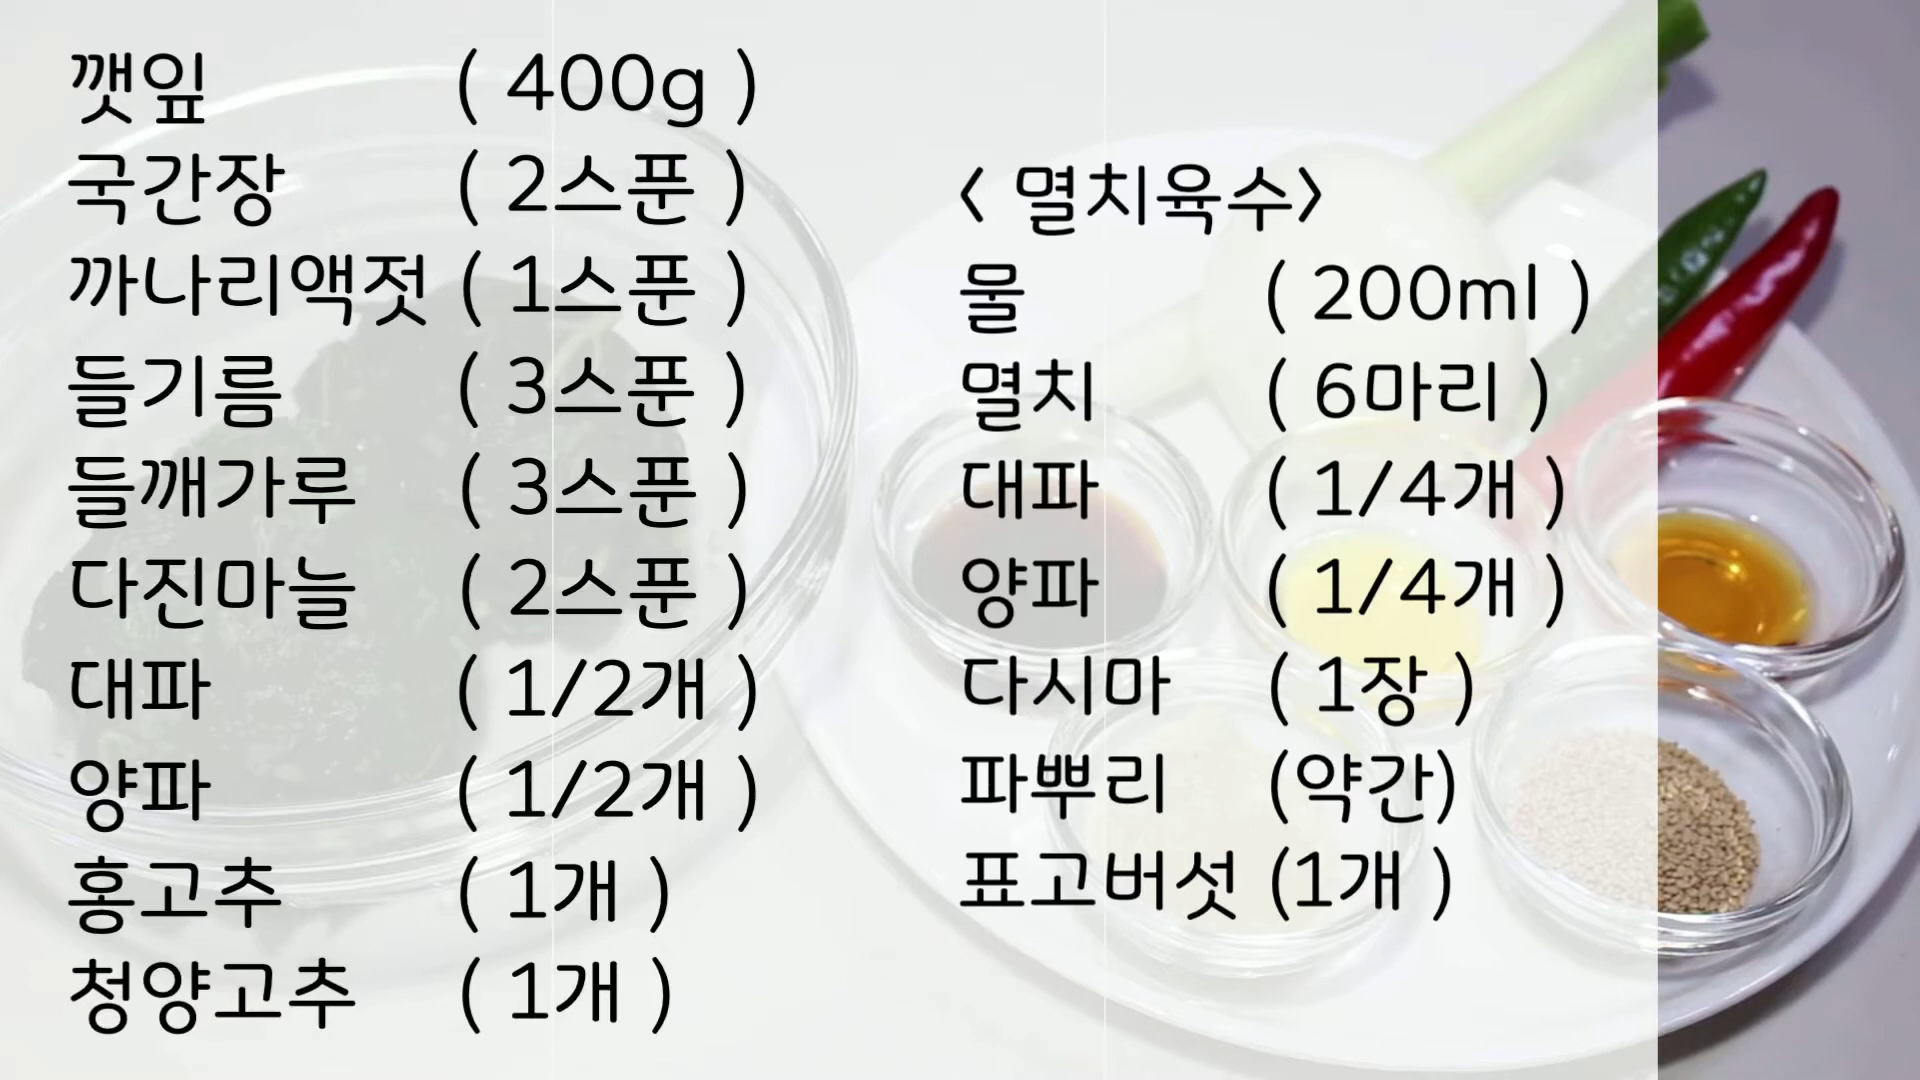 깻잎 ( 400g )
국간장 ( 2스푼 )
까나리액젓 ( 1스푼 )
들기름 ( 3스푼 )
들깨가루 ( 3스푼 )
다진마늘 ( 2스푼 )
대파 ( 1/2개 )
양파 ( 1/2개 )
홍고추 ( 1개 )
청양고추 ( 1개 )
< 멸치육수>
물 ( 200ml )
멸치 ( 6마리 )
대파 ( 1/4개 )
양파 ( 1/4개 )
다시마 ( 1장 )
파뿌리 (약간)
표고버섯 (1개 )